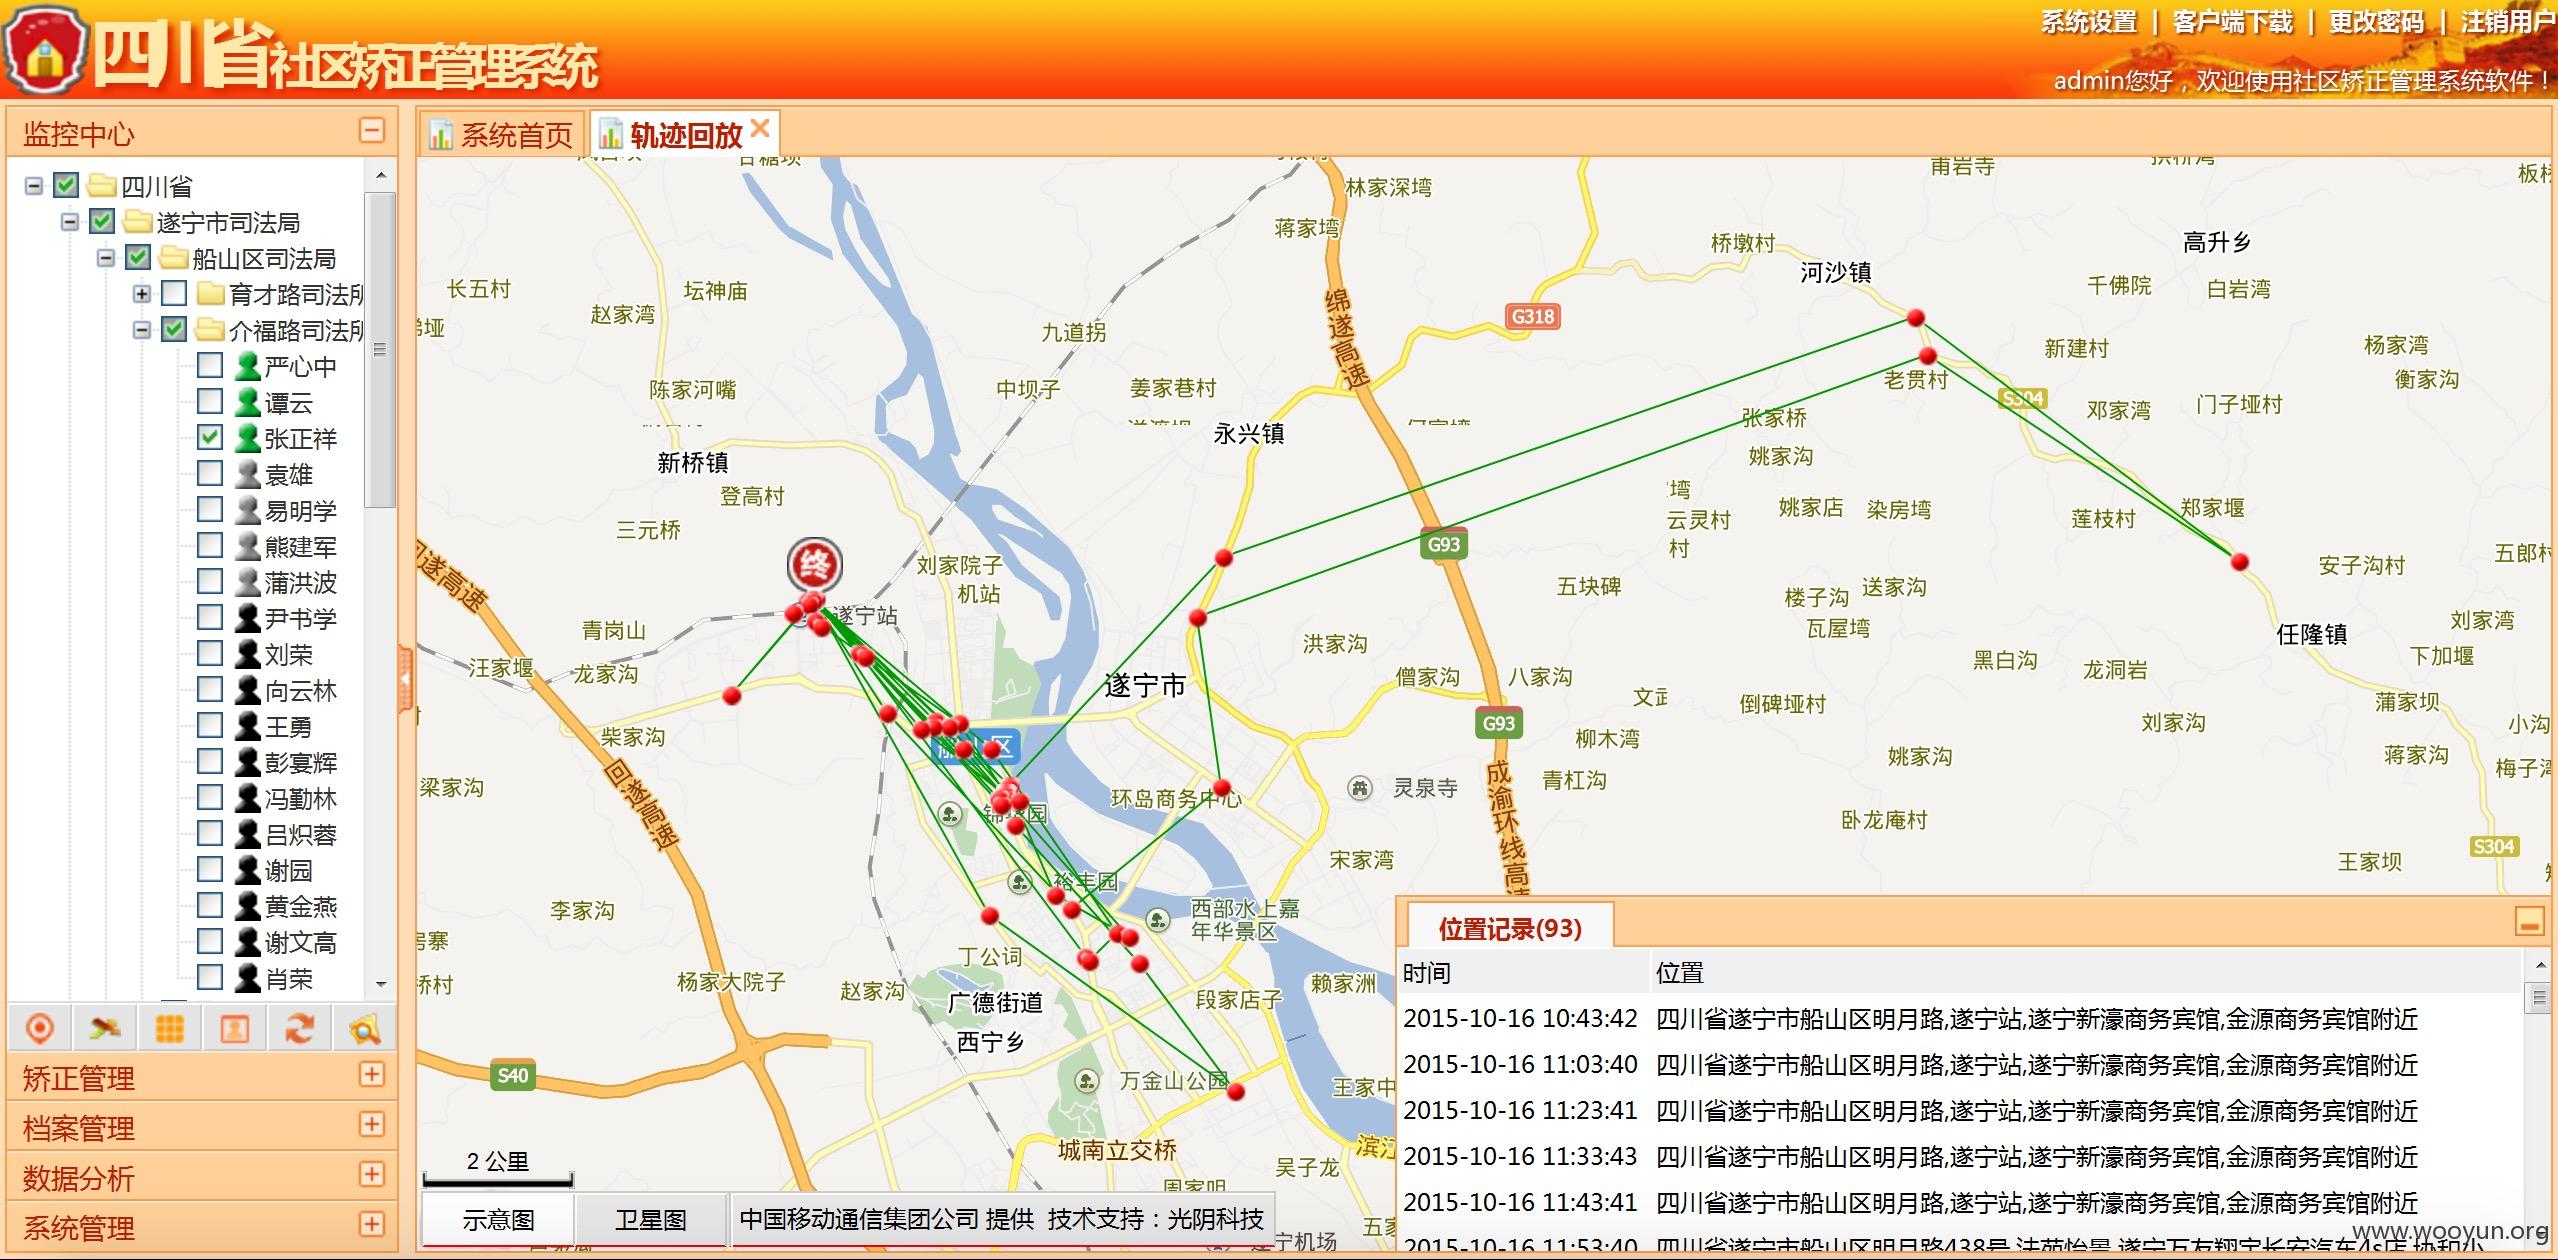 四川省社区矫正管理系统
系统设置 | 客户端下载 | 更改密码 | 注销用户
admin您好，欢迎使用社区矫正管理系统软件！
监控中心
四川省
遂宁市司法局
船山区司法局
育才路司法所
介福路司法所
严心中
谭云
张正祥
袁雄
易明学
熊建军
蒲洪波
尹书学
刘荣
向云林
王勇
彭宴辉
冯勤林
吕炽蓉
谢园
黄金燕
谢文高
肖荣
矫正管理
档案管理
数据分析
系统管理
系统首页
轨迹回放
林家深湾
甫岩寺
蒋家湾
桥墩村
高升乡
河沙镇
千佛院
白岩湾
长五村
坛神庙
赵家湾
九道拐
绵遂高速
G318
新建村
杨家湾
老贯村
衡家沟
陈家河嘴
中坝子
姜家巷村
S304
邓家湾
门子垭村
张家桥
永兴镇
新桥镇
姚家沟
登高村
三元桥
云灵村
村
姚家店
染房湾
莲枝村
郑家堰
G93
终
刘家院子
机站
五块碑
楼子沟
送家沟
安子沟村
五郎村
遂宁站
青岗山
瓦屋湾
刘家湾
任隆镇
洪家沟
汪家堰
龙家沟
僧家沟
八家沟
黑白沟
龙洞岩
下加堰
遂宁市
倒碑垭村
蒲家坝
G93
柴家沟
柳木湾
刘家沟
姚家沟
蒋家沟
回遂高速
梁家沟
青杠沟
环岛商务中心
灵泉寺
成渝环线高速
卧龙庵村
S304
宋家湾
王家坝
裕丰园
李家沟
西部水上嘉
年华景区
丁公词
杨家大院子
赵家沟
广德街道
段家店子
赖家洲
西宁乡
S40
万金山公园
城南立交桥
吴子龙
2 公里
示意图
卫星图
中国移动通信集团公司 提供 技术支持：光阴科技
位置记录(93)
时间 位置
2015-10-16 10:43:42 四川省遂宁市船山区明月路,遂宁站,遂宁新濠商务宾馆,金源商务宾馆附近
2015-10-16 11:03:40 四川省遂宁市船山区明月路,遂宁站,遂宁新濠商务宾馆,金源商务宾馆附近
2015-10-16 11:23:41 四川省遂宁市船山区明月路,遂宁站,遂宁新濠商务宾馆,金源商务宾馆附近
2015-10-16 11:33:43 四川省遂宁市船山区明月路,遂宁站,遂宁新濠商务宾馆,金源商务宾馆附近
2015-10-16 11:43:41 四川省遂宁市船山区明月路,遂宁站,遂宁新濠商务宾馆,金源商务宾馆附近
2015-10-16 11:53:40
www.wooyun.org